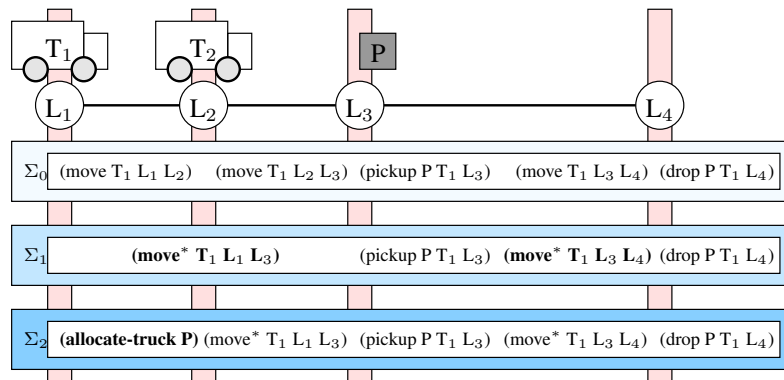 T₁ T₂ P
L₁ L₂ L₃ L₄
Σ₀ (move T₁ L₁ L₂) (move T₁ L₂ L₃) (pickup P T₁ L₃) (move T₁ L₃ L₄) (drop P T₁ L₄)
Σ₁ (move* T₁ L₁ L₃) (pickup P T₁ L₃) (move* T₁ L₃ L₄) (drop P T₁ L₄)
Σ₂ (allocate-truck P) (move* T₁ L₁ L₃) (pickup P T₁ L₃) (move* T₁ L₃ L₄) (drop P T₁ L₄)